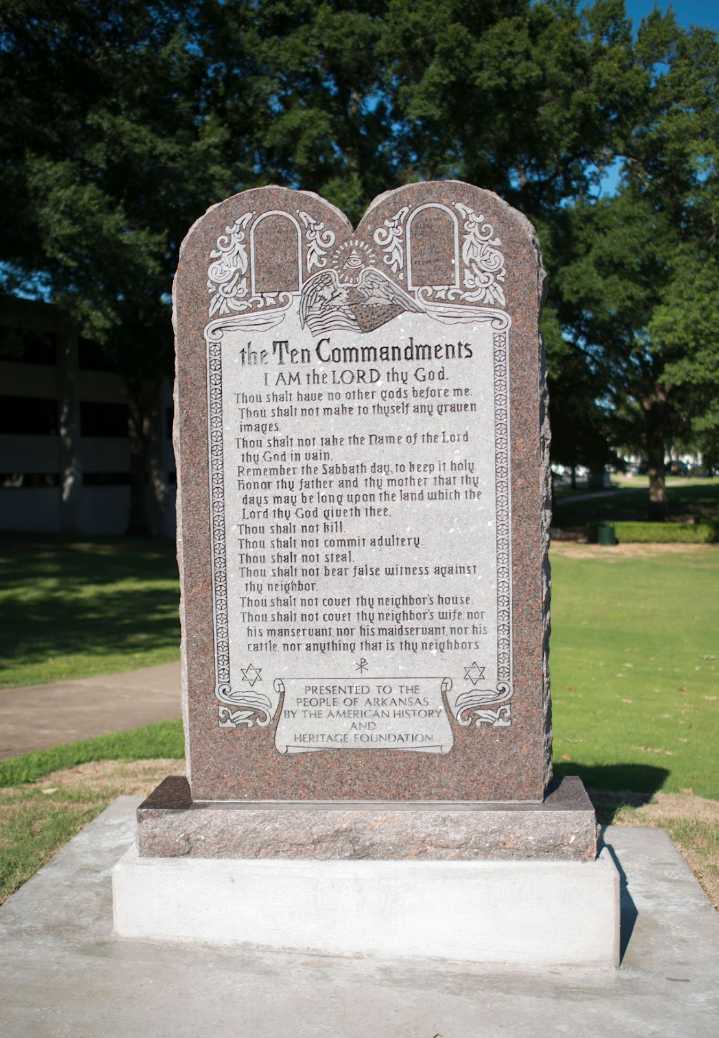 the Ten Commandments
I AM the LORD thy God.
Thou shalt have no other gods before me.
Thou shalt not make to thyself any graven
images.
Thou shalt not take the Name of the Lord
thy God in vain.
Remember the Sabbath day, to keep it holy.
Honor thy father and thy mother that thy
days may be long upon the land which the
Lord thy God giveth thee.
Thou shalt not kill.
Thou shalt not commit adultery.
Thou shalt not steal.
Thou shalt not bear false witness against
thy neighbor.
Thou shalt not covet thy neighbor's house.
Thou shalt not covet thy neighbor's wife nor
his manservant nor his maidservant, nor his
cattle, nor anything that is thy neighbors
PRESENTED TO THE
PEOPLE OF ARKANSAS
BY THE AMERICAN HISTORY
AND
HERITAGE FOUNDATION